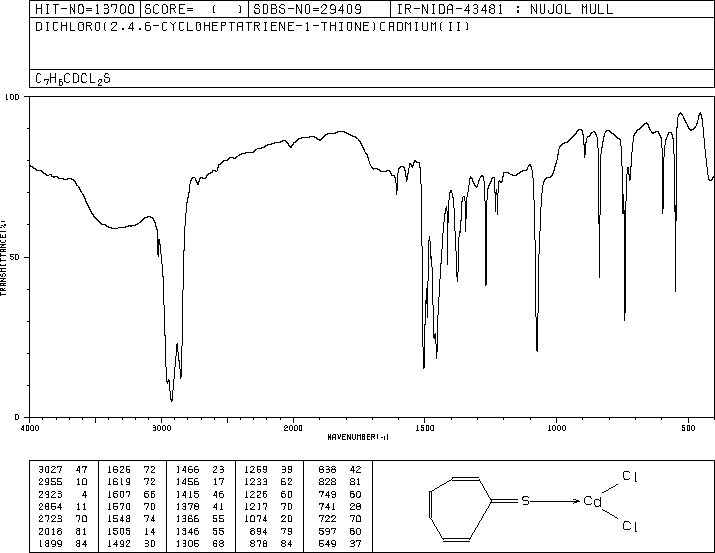 HIT-NO=13700 SCORE= ( ) SDBS-NO=29409 IR-NIDA-43481 : NUJOL MULL
DICHLORO(2,4,6-CYCLOHEPTATRIENE-1-THIONE)CADMIUM(II)
C7H6CDCL2S
100
50
0
TRANSMITTANCE(%)
4000 3000 2000 1500 1000 500
WAVENUMBER(-1)
3027 47 1626 72 1466 23 1269 39 838 42
2955 10 1619 72 1456 17 1233 62 828 81
2923 4 1607 66 1415 46 1226 60 749 60
2854 11 1570 70 1378 41 1217 70 741 28
2723 70 1548 74 1366 55 1074 20 722 70
2018 81 1505 14 1346 55 894 79 597 60
1899 84 1492 30 1305 68 878 84 549 37
Cl
S Cd
Cl